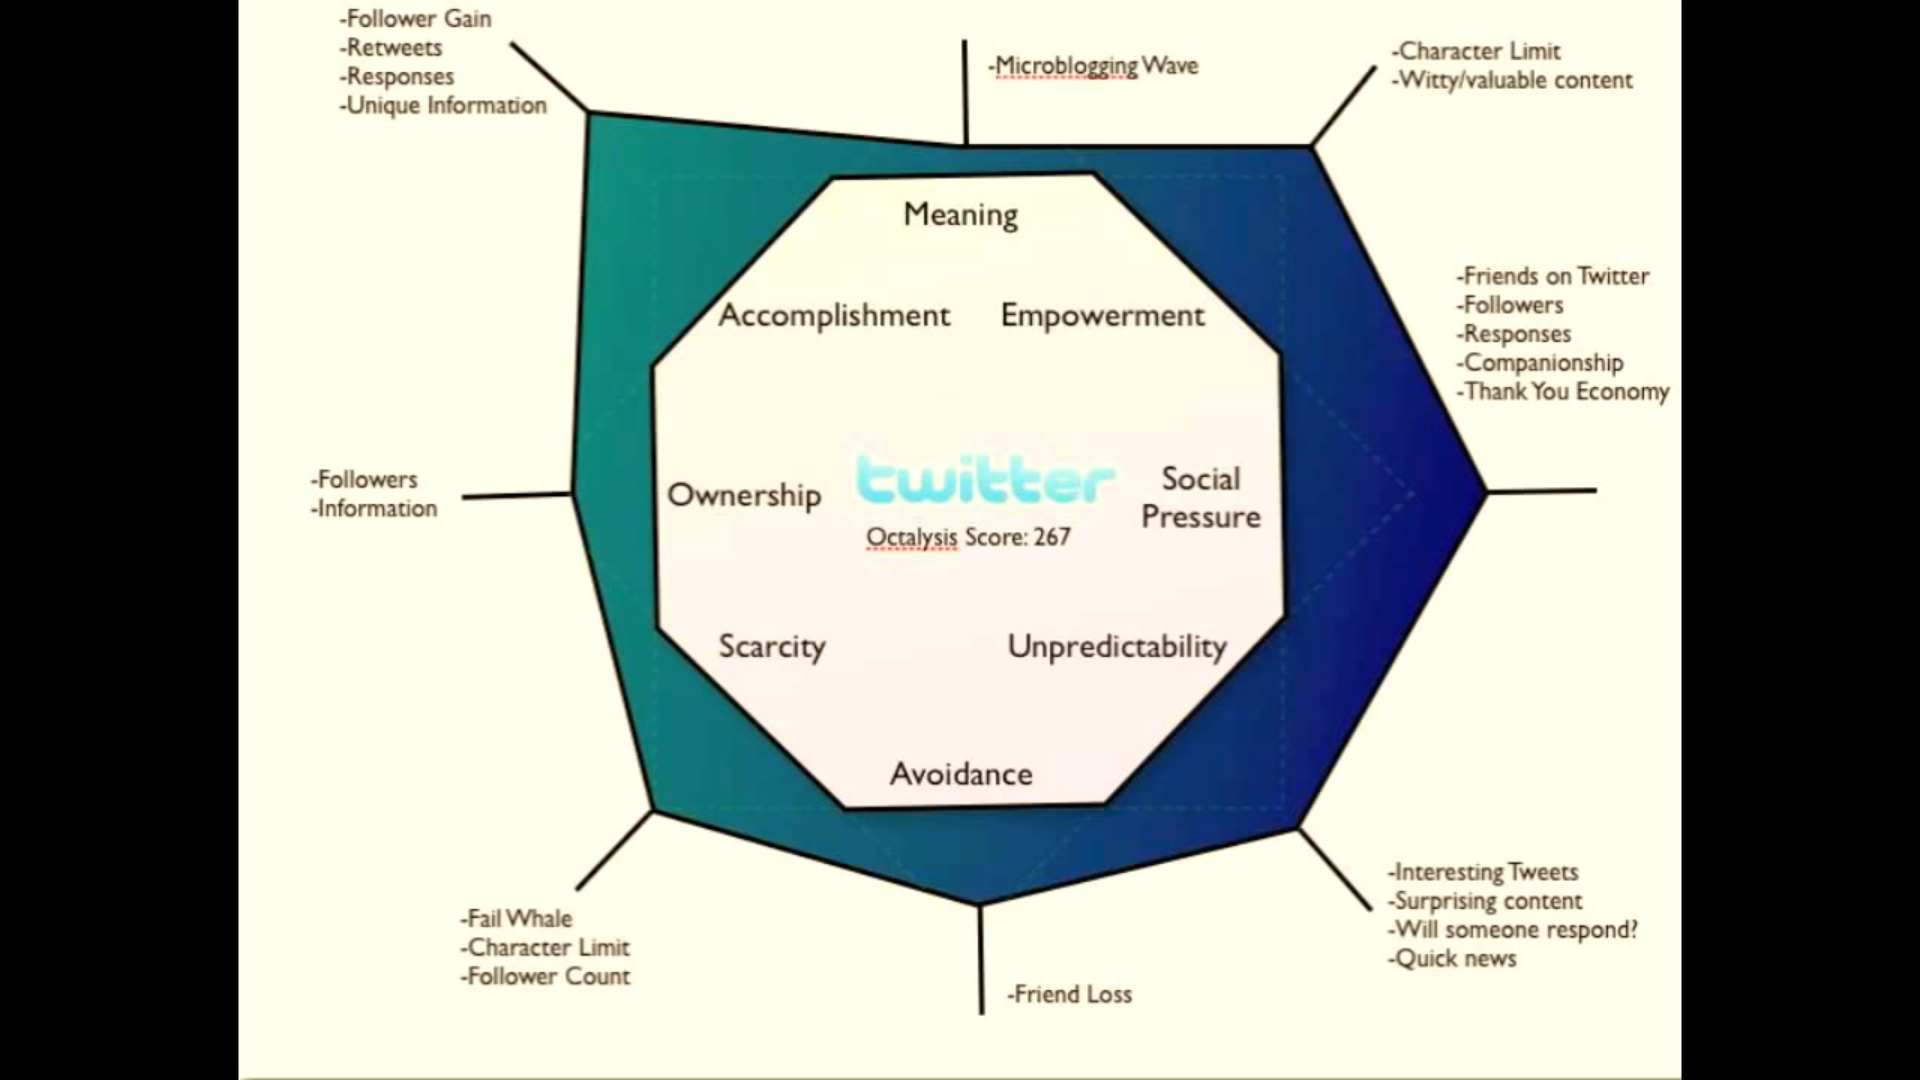 -Follower Gain
-Retweets
-Responses
-Unique Information
-Microblogging Wave
-Character Limit
-Witty/valuable content
Meaning
Accomplishment
Empowerment
-Friends on Twitter
-Followers
-Responses
-Companionship
-Thank You Economy
-Followers
-Information
Ownership
twitter
Octalysis Score: 267
Social
Pressure
Scarcity
Unpredictability
Avoidance
-Fail Whale
-Character Limit
-Follower Count
-Friend Loss
-Interesting Tweets
-Surprising content
-Will someone respond?
-Quick news